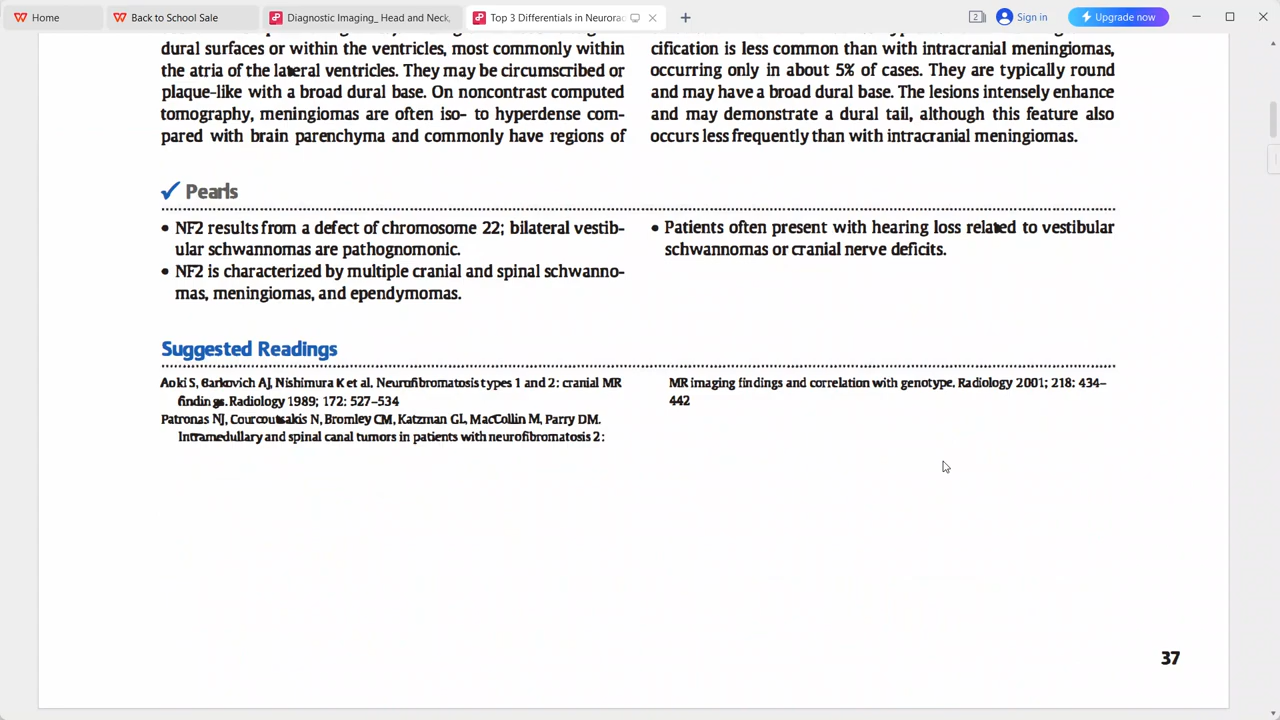 Home
Back to School Sale
Diagnostic Imaging_ Head and Neck,
Top 3 Differentials in Neurorac
2
Sign in
Upgrade now
dural surfaces or within the ventricles, most commonly within
the atria of the lateral ventricles. They may be circumscribed or
plaque-like with a broad dural base. On noncontrast computed
tomography, meningiomas are often iso- to hyperdense com-
pared with brain parenchyma and commonly have regions of
cification is less common than with intracranial meningiomas,
occurring only in about 5% of cases. They are typically round
and may have a broad dural base. The lesions intensely enhance
and may demonstrate a dural tail, although this feature also
occurs less frequently than with intracranial meningiomas.
✓ Pearls
• NF2 results from a defect of chromosome 22; bilateral vestib-
ular schwannomas are pathognomonic.
• NF2 is characterized by multiple cranial and spinal schwanno-
mas, meningiomas, and ependymomas.
• Patients often present with hearing loss related to vestibular
schwannomas or cranial nerve deficits.
Suggested Readings
Aoki S, Barkovich AJ, Nishimura K et al. Neurofibromatosis types 1 and 2: cranial MR
findings. Radiology 1989; 172: 527–534
Patronas NJ, Courcoutsakis N, Bromley CM, Katzman GL, MacCollin M, Parry DM.
Intramedullary and spinal canal tumors in patients with neurofibromatosis 2:
MR imaging findings and correlation with genotype. Radiology 2001; 218: 434–
442
37